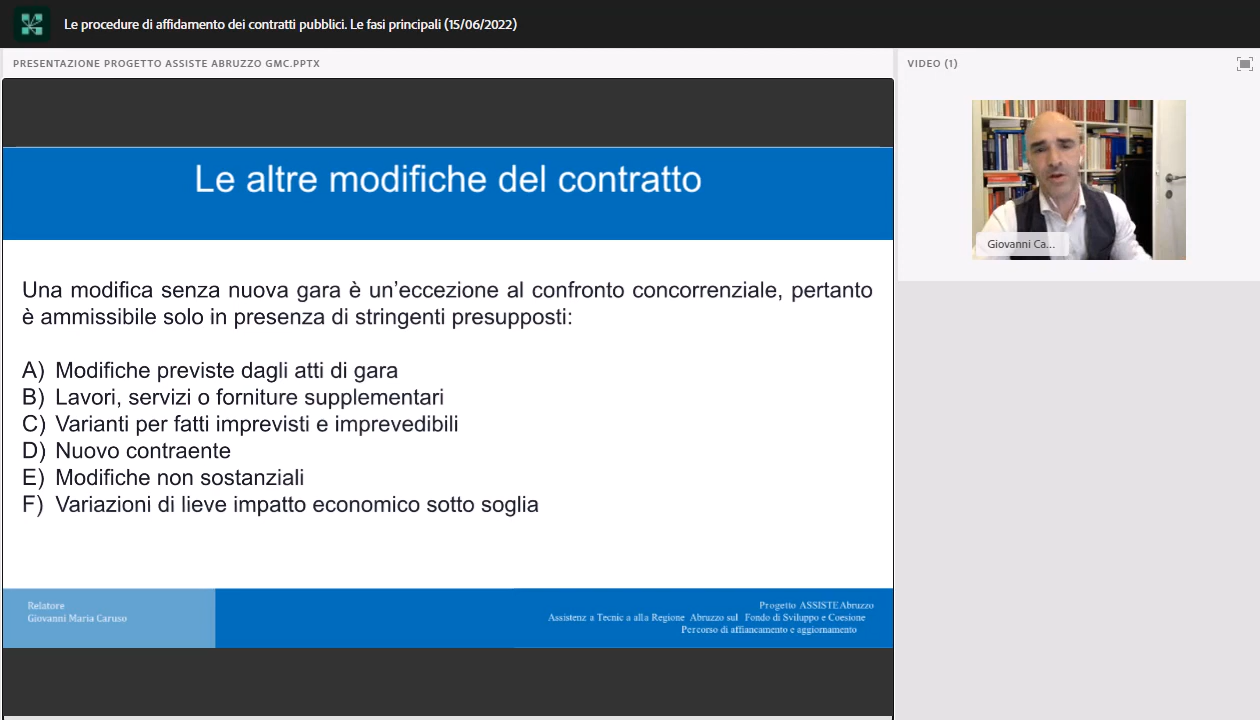 Le procedure di affidamento dei contratti pubblici. Le fasi principali (15/06/2022)
PRESENTAZIONE PROGETTO ASSISTE ABRUZZO GMC.PPTX
VIDEO (1)
Le altre modifiche del contratto
Una modifica senza nuova gara è un’eccezione al confronto concorrenziale, pertanto
è ammissibile solo in presenza di stringenti presupposti:
A) Modifiche previste dagli atti di gara
B) Lavori, servizi o forniture supplementari
C) Varianti per fatti imprevisti e imprevedibili
D) Nuovo contraente
E) Modifiche non sostanziali
F) Variazioni di lieve impatto economico sotto soglia
Giovanni Ca...
Relatore
Giovanni Maria Caruso
Progetto ASSISTE Abruzzo
Assistenz a Tecnic a alla Regione Abruzzo sul Fondo di Sviluppo e Coesione
Percorso di affiancamento e aggiornamento